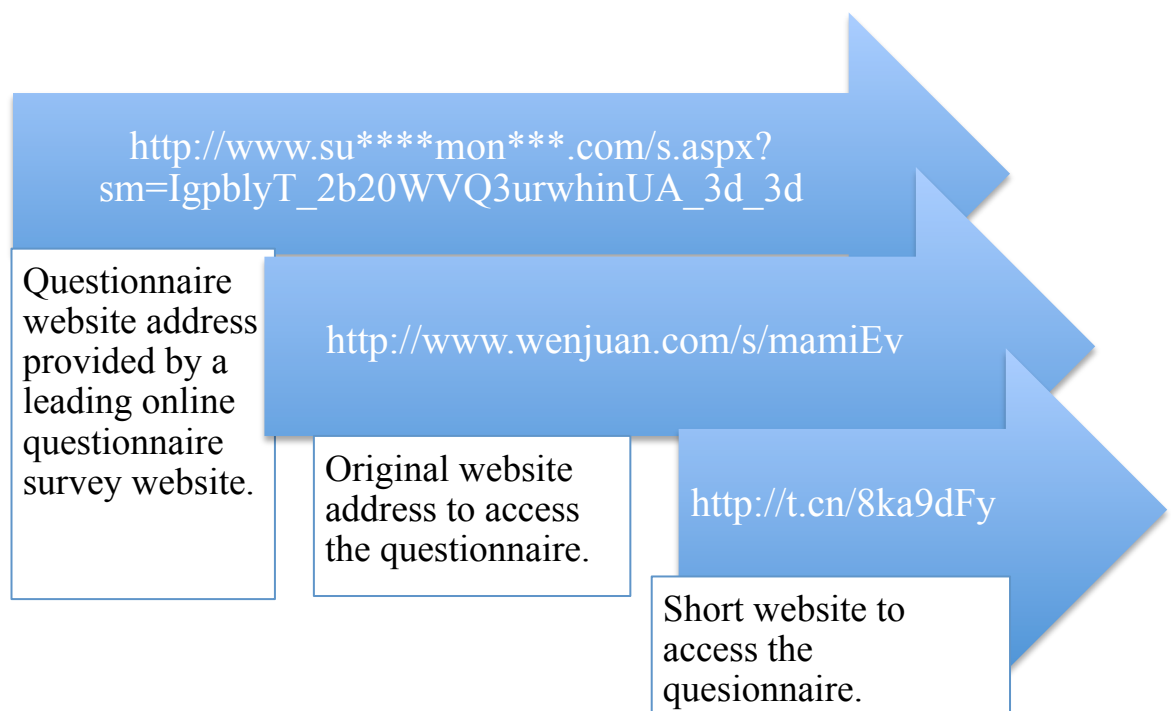 http://www.su****mon***.com/s.aspx?
sm=IgpblyT_2b20WVQ3urwhinUA_3d_3d
Questionnaire
website address
provided by a
leading online
questionnaire
survey website.
http://www.wenjuan.com/s/mamiEv
Original website
address to access
the questionnaire.
http://t.cn/8ka9dFy
Short website to
access the
quesionnaire.